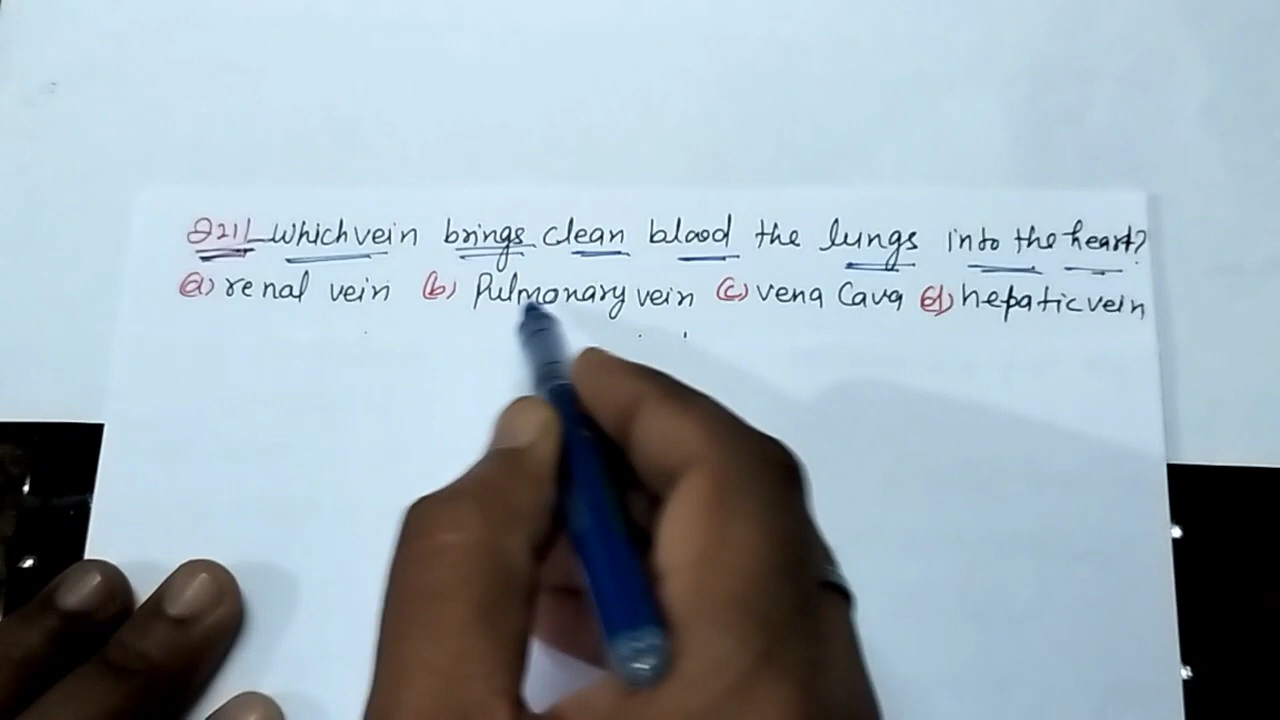 Q21) which vein brings clean blood the lungs into the heart?
(a) renal vein (b) Pulmonary vein (c) vena Cava (d) hepatic vein